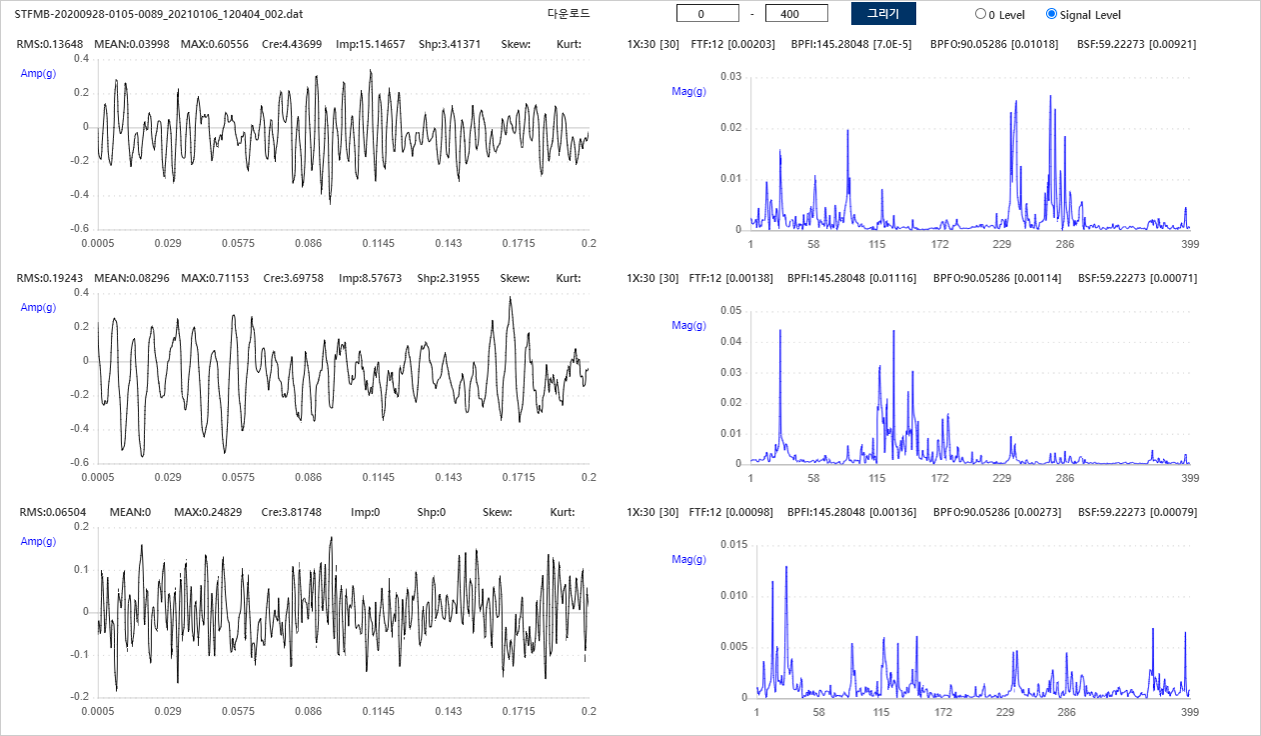 STFMB-20200928-0105-0089_20210106_120404_002.dat 다운로드 0 - 400 그리기 0 Level Signal Level
RMS:0.13648 MEAN:0.03998 MAX:0.60556 Cre:4.43699 Imp:15.14657 Shp:3.41371 Skew: Kurt:
Amp(g)
0.4
0.2
0
-0.2
-0.4
-0.6
0.0005 0.029 0.0575 0.086 0.1145 0.143 0.1715 0.2
1X:30 [30] FTF:12 [0.00203] BPFI:145.28048 [7.0E-5] BPFO:90.05286 [0.01018] BSF:59.22273 [0.00921]
Mag(g)
0.03
0.02
0.01
0
1 58 115 172 229 286 399
RMS:0.19243 MEAN:0.08296 MAX:0.71153 Cre:3.69758 Imp:8.57673 Shp:2.31955 Skew: Kurt:
Amp(g)
0.4
0.2
0
-0.2
-0.4
-0.6
0.0005 0.029 0.0575 0.086 0.1145 0.143 0.1715 0.2
1X:30 [30] FTF:12 [0.00138] BPFI:145.28048 [0.01116] BPFO:90.05286 [0.00114] BSF:59.22273 [0.00071]
Mag(g)
0.05
0.04
0.03
0.02
0.01
0
1 58 115 172 229 286 399
RMS:0.06504 MEAN:0 MAX:0.24829 Cre:3.81748 Imp:0 Shp:0 Skew: Kurt:
Amp(g)
0.2
0.1
0
-0.1
-0.2
0.0005 0.029 0.0575 0.086 0.1145 0.143 0.1715 0.2
1X:30 [30] FTF:12 [0.00098] BPFI:145.28048 [0.00136] BPFO:90.05286 [0.00273] BSF:59.22273 [0.00079]
Mag(g)
0.015
0.010
0.005
0
1 58 115 172 229 286 399